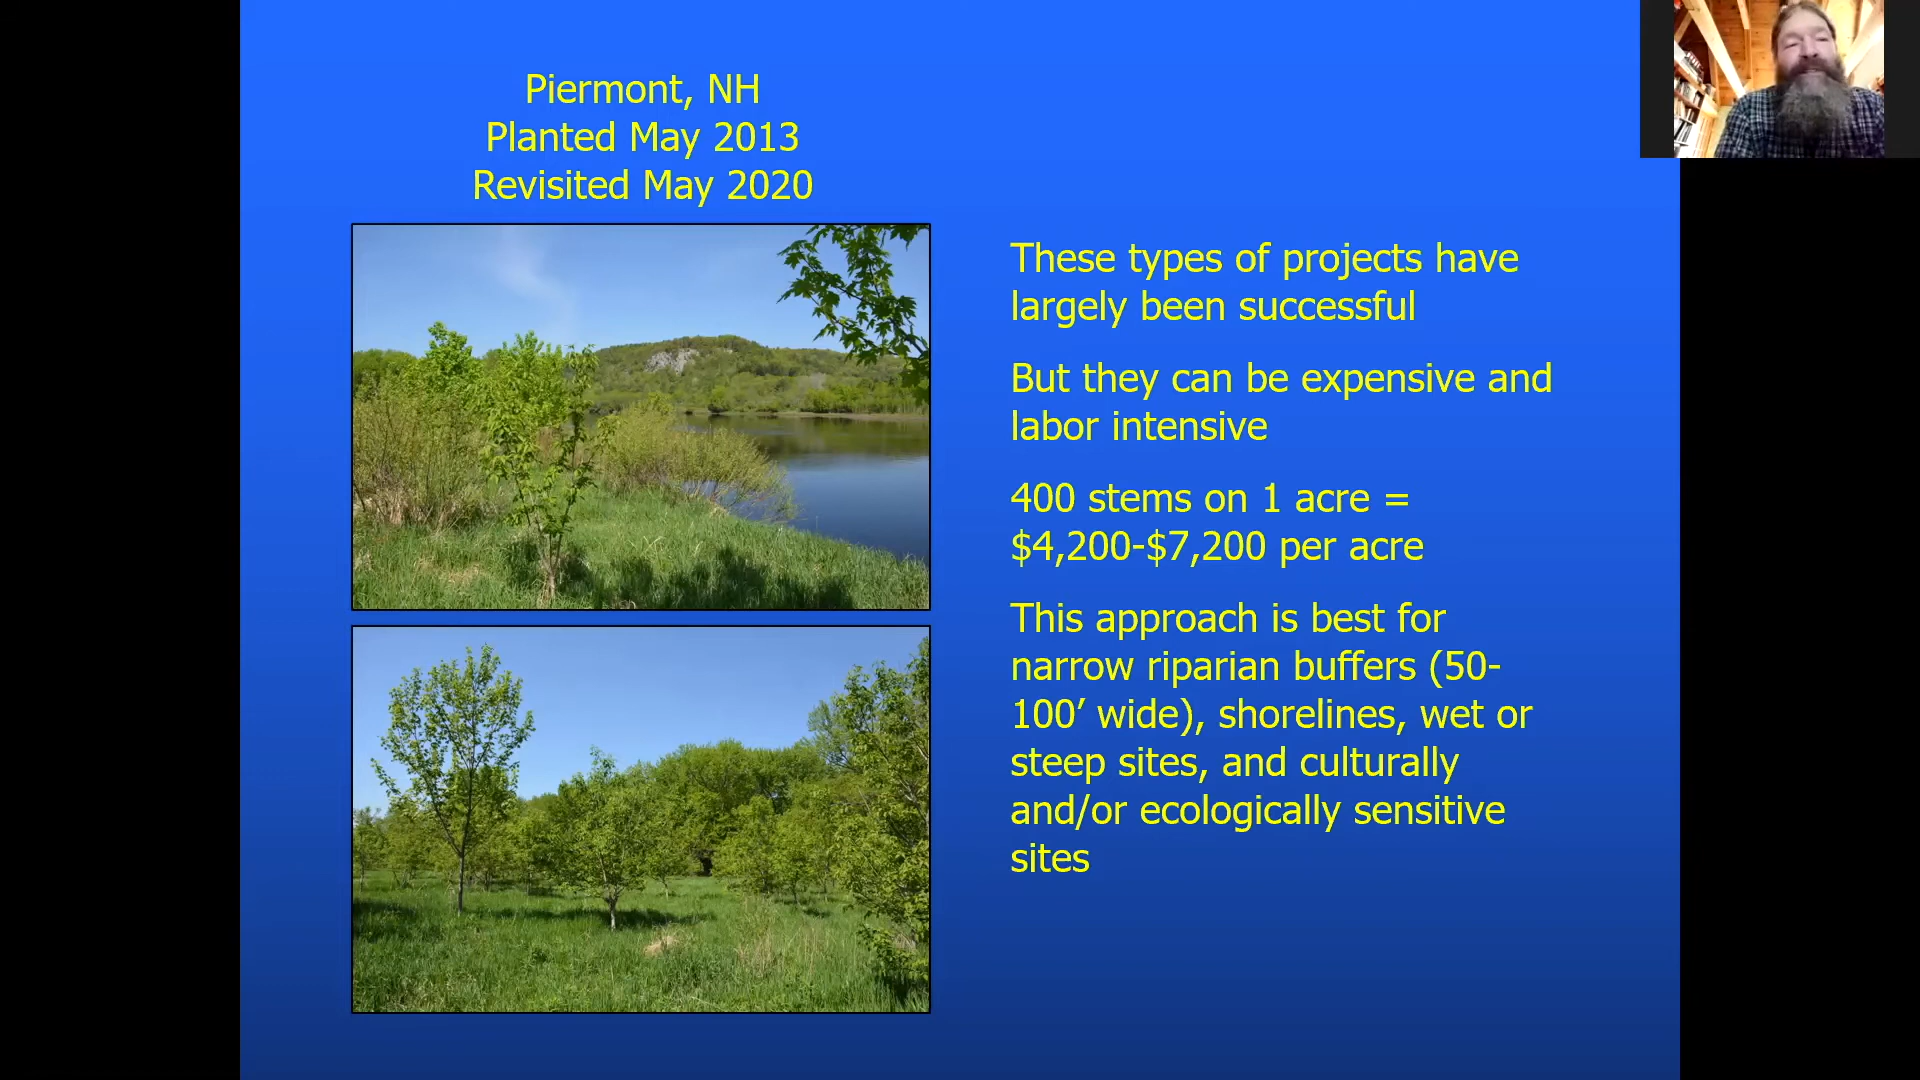 Piermont, NH
Planted May 2013
Revisited May 2020
These types of projects have
largely been successful
But they can be expensive and
labor intensive
400 stems on 1 acre =
$4,200-$7,200 per acre
This approach is best for
narrow riparian buffers (50-
100’ wide), shorelines, wet or
steep sites, and culturally
and/or ecologically sensitive
sites